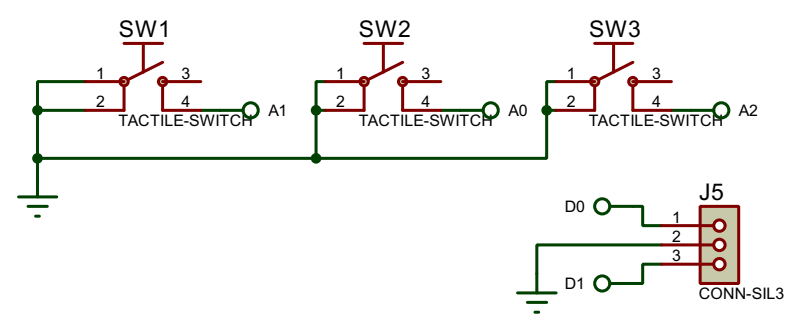 SW1 SW2 SW3
1 3 1 3 1 3
2 4 A1 2 4 A0 2 4 A2
TACTILE-SWITCH TACTILE-SWITCH TACTILE-SWITCH
J5
D0 1
2
3
D1
CONN-SIL3